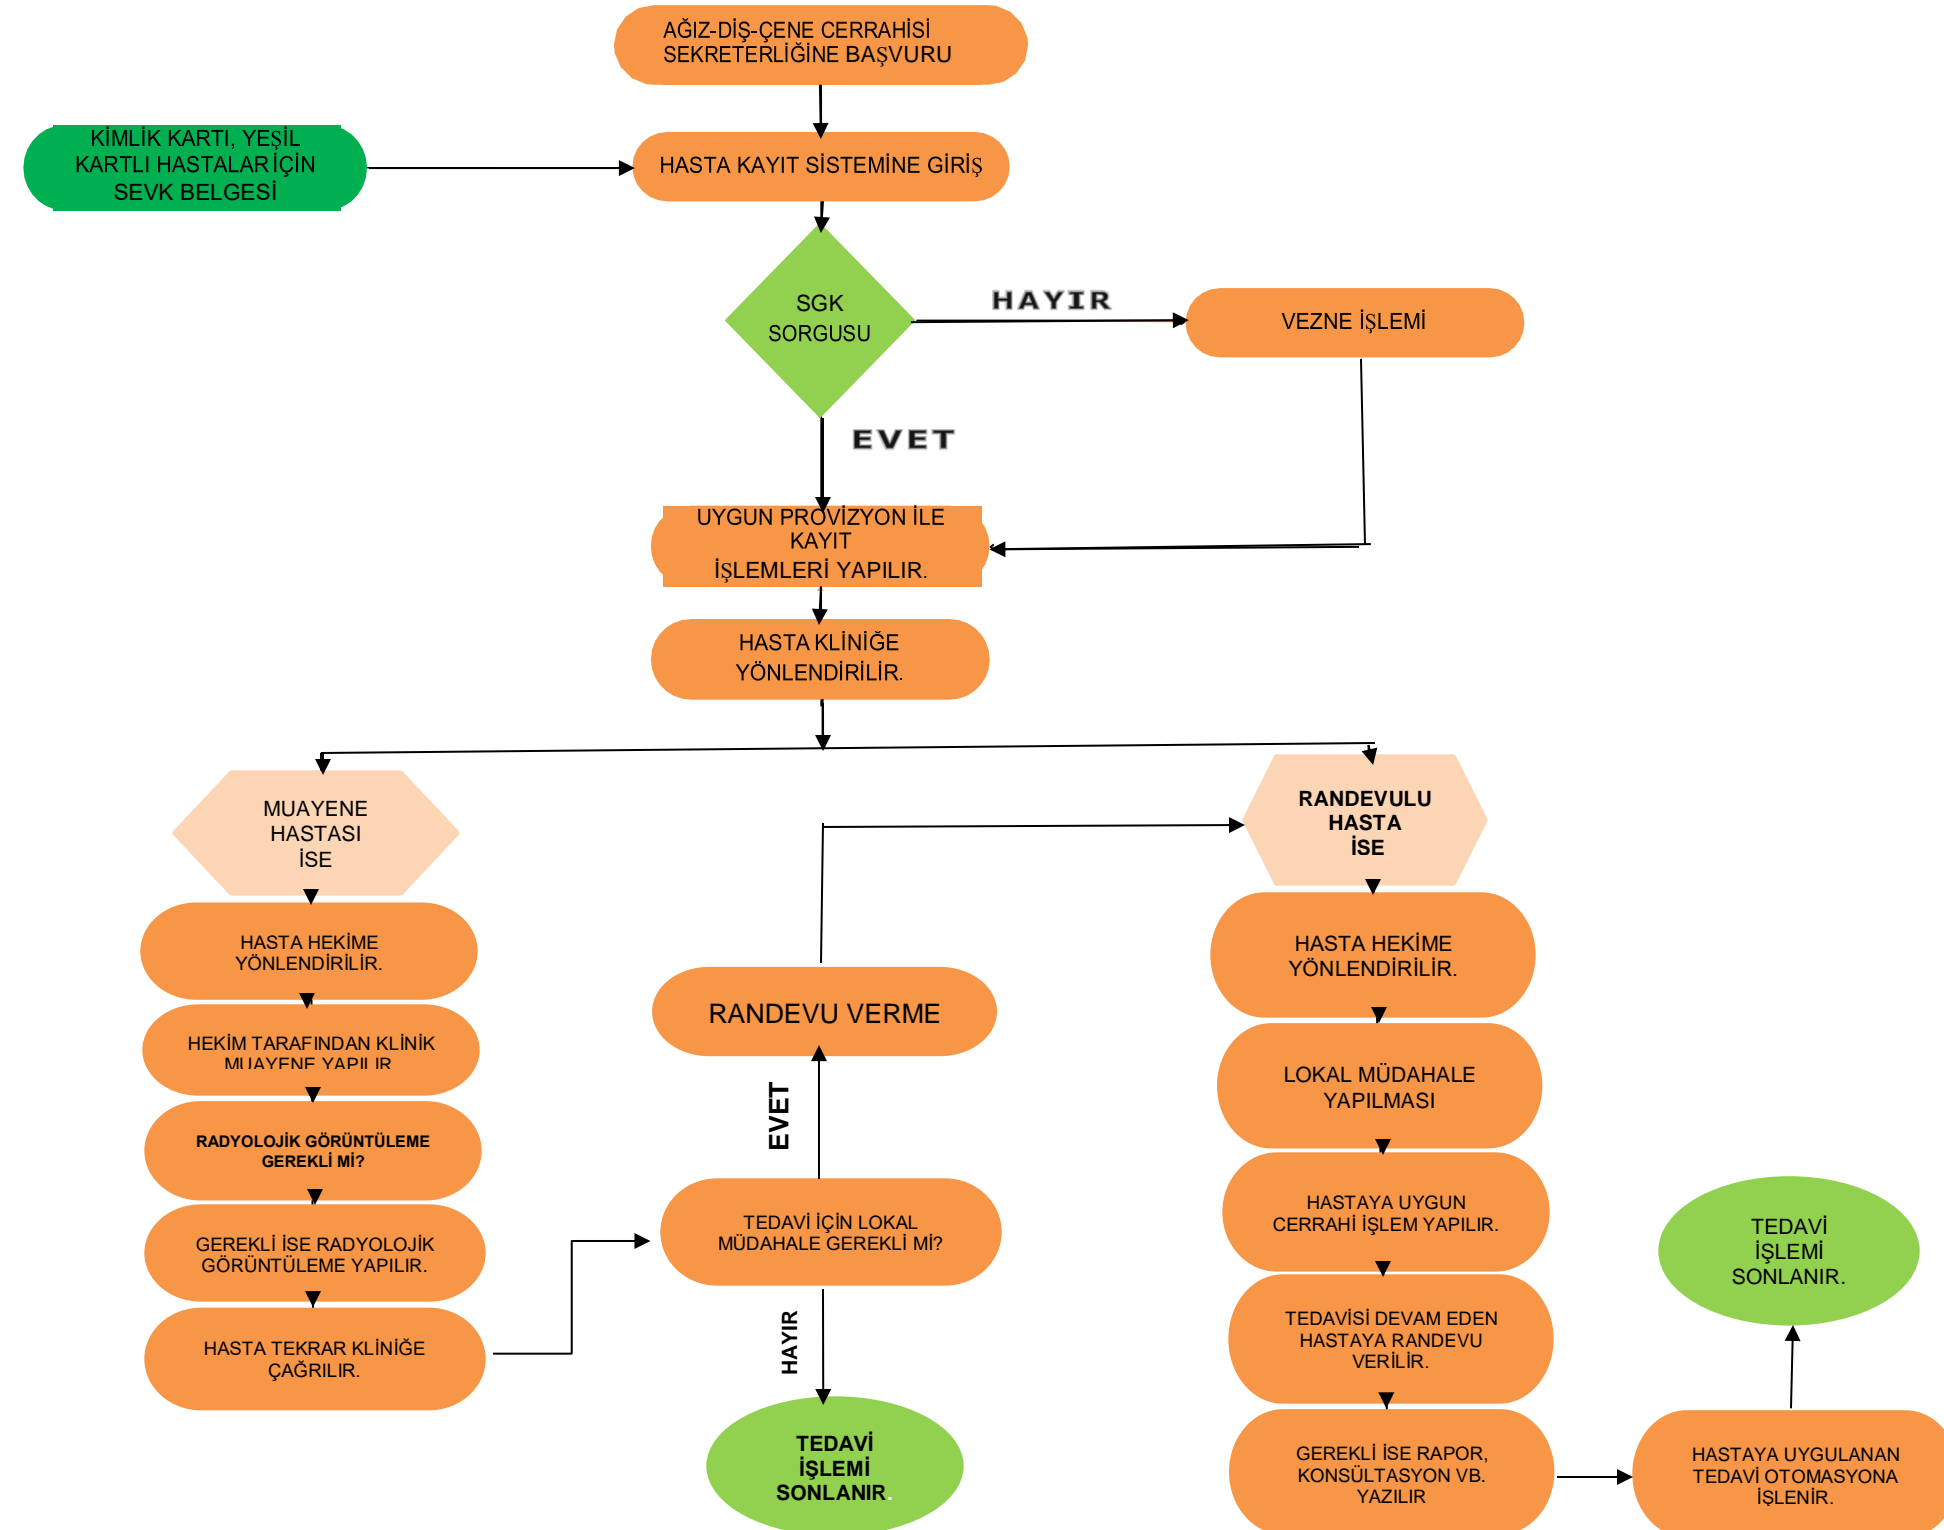 AĞIZ-DİŞ-ÇENE CERRAHİSİ
SEKRETERLİĞİNE BAŞVURU
KİMLİK KARTI, YEŞİL
KARTLI HASTALAR İÇİN
SEVK BELGESİ
HASTA KAYIT SİSTEMİNE GİRİŞ
SGK
SORGUSU
HAYIR
VEZNE İŞLEMİ
EVET
UYGUN PROVİZYON İLE
KAYIT
İŞLEMLERİ YAPILIR.
HASTA KLİNİĞE
YÖNLENDİRİLİR.
MUAYENE
HASTASI
İSE
HASTA HEKİME
YÖNLENDİRİLİR.
HEKİM TARAFINDAN KLİNİK
MUAYENE YAPILIR
RADYOLOJİK GÖRÜNTÜLEME
GEREKLİ Mİ?
GEREKLİ İSE RADYOLOJİK
GÖRÜNTÜLEME YAPILIR.
HASTA TEKRAR KLİNİĞE
ÇAĞRILIR.
RANDEVU VERME
EVET
TEDAVİ İÇİN LOKAL
MÜDAHALE GEREKLİ Mİ?
HAYIR
TEDAVİ
İŞLEMİ
SONLANIR.
RANDEVULU
HASTA
İSE
HASTA HEKİME
YÖNLENDİRİLİR.
LOKAL MÜDAHALE
YAPILMASI
HASTAYA UYGUN
CERRAHİ İŞLEM YAPILIR.
TEDAVİSİ DEVAM EDEN
HASTAYA RANDEVU
VERİLİR.
GEREKLİ İSE RAPOR,
KONSÜLTASYON VB.
YAZILIR
HASTAYA UYGULANAN
TEDAVİ OTOMASYONA
İŞLENİR.
TEDAVİ
İŞLEMİ
SONLANIR.